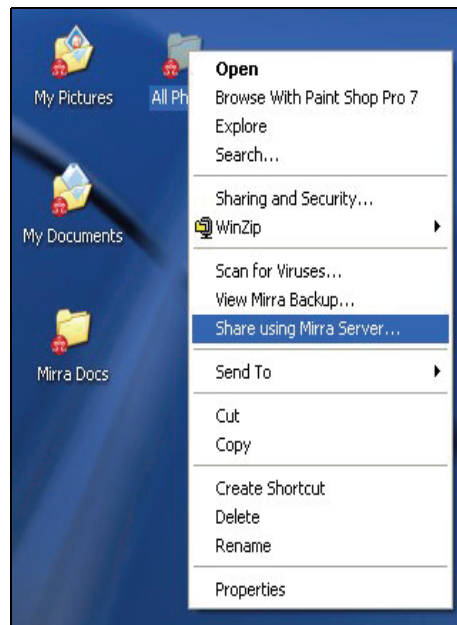 My Pictures
All Ph
My Documents
Mirra Docs
Open
Browse With Paint Shop Pro 7
Explore
Search...
Sharing and Security...
WinZip
Scan for Viruses...
View Mirra Backup...
Share using Mirra Server...
Send To
Cut
Copy
Create Shortcut
Delete
Rename
Properties